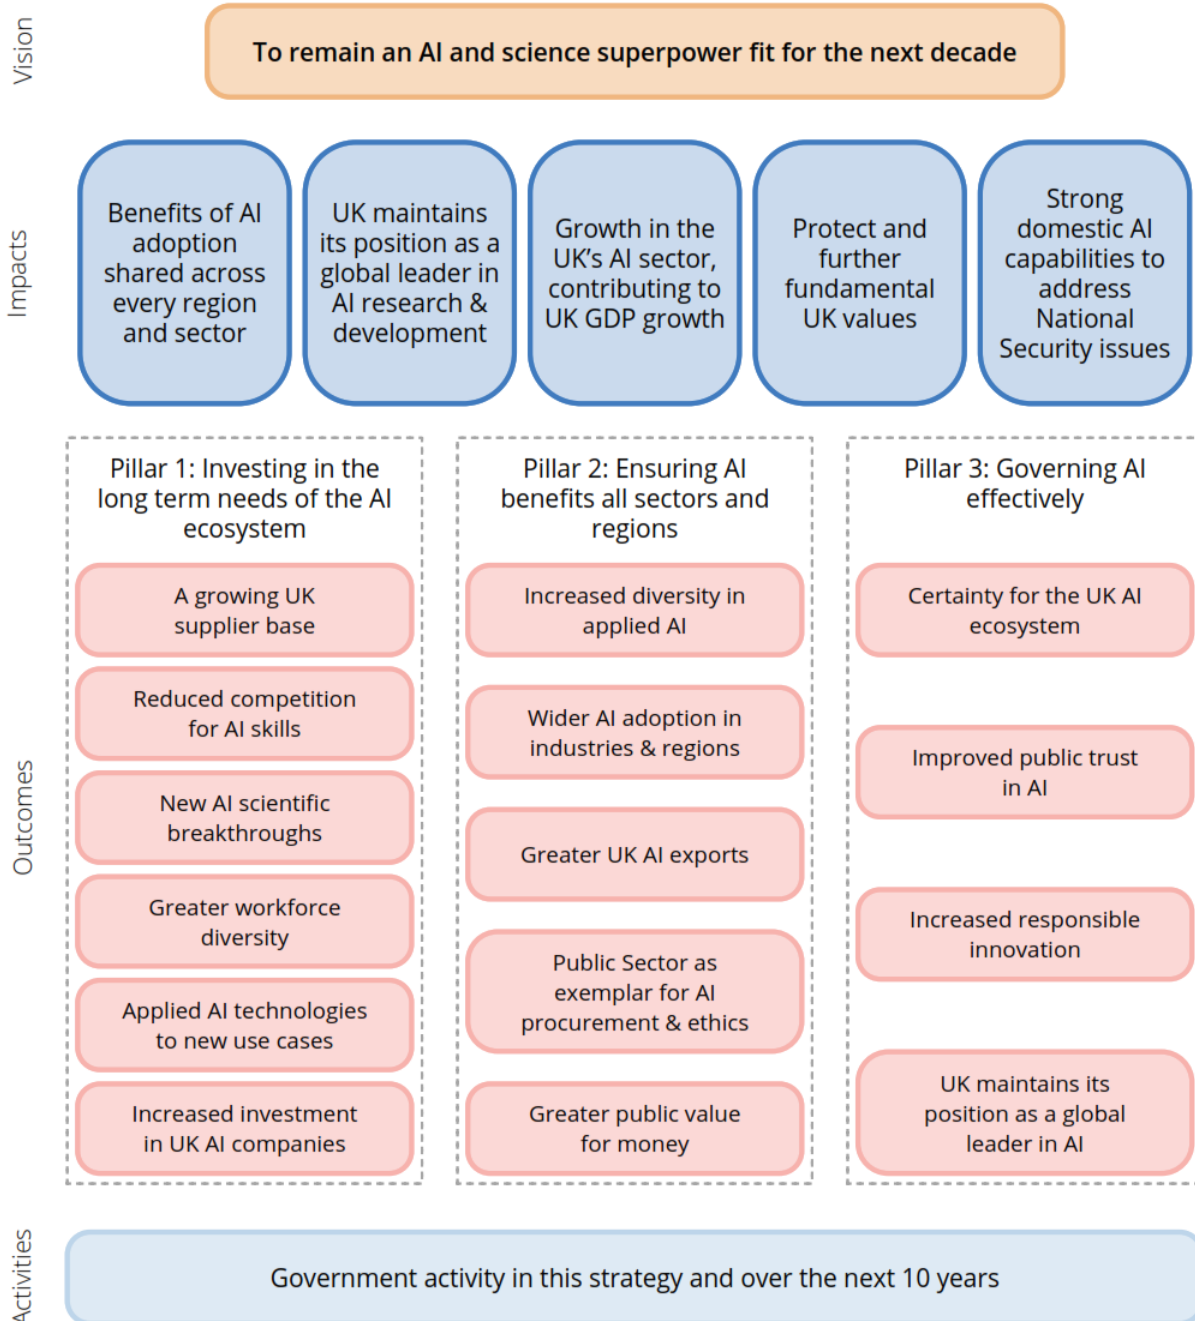 Vision
To remain an AI and science superpower fit for the next decade
Impacts
Benefits of AI
adoption
shared across
every region
and sector
UK maintains
its position as a
global leader in
AI research &
development
Growth in the
UK’s AI sector,
contributing to
UK GDP growth
Protect and
further
fundamental
UK values
Strong
domestic AI
capabilities to
address
National
Security issues
Outcomes
Pillar 1: Investing in the
long term needs of the AI
ecosystem
A growing UK
supplier base
Reduced competition
for AI skills
New AI scientific
breakthroughs
Greater workforce
diversity
Applied AI technologies
to new use cases
Increased investment
in UK AI companies
Pillar 2: Ensuring AI
benefits all sectors and
regions
Increased diversity in
applied AI
Wider AI adoption in
industries & regions
Greater UK AI exports
Public Sector as
exemplar for AI
procurement & ethics
Greater public value
for money
Pillar 3: Governing AI
effectively
Certainty for the UK AI
ecosystem
Improved public trust
in AI
Increased responsible
innovation
UK maintains its
position as a global
leader in AI
Activities
Government activity in this strategy and over the next 10 years